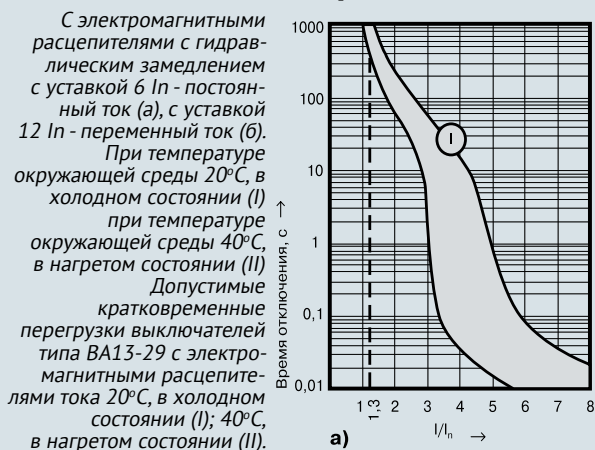 С электромагнитными
расцепителями с гидрав-
лическим замедлением
с уставкой 6 In - постоян-
ный ток (а), с уставкой
12 In - переменный ток (б).
При температуре
окружающей среды 20°С, в
холодном состоянии (I)
при температуре
окружающей среды 40°С,
в нагретом состоянии (II)
Допустимые
кратковременные
перегрузки выключателей
типа ВА13-29 с электро-
магнитными расцепите-
лями тока 20°С, в холодном
состоянии (I); 40°С,
в нагретом состоянии (II).
Время отключения, с →
1000
100
10
1
0,1
0,01
I
1 1,3 2 3 4 5 6 7 8
I/In →
а)